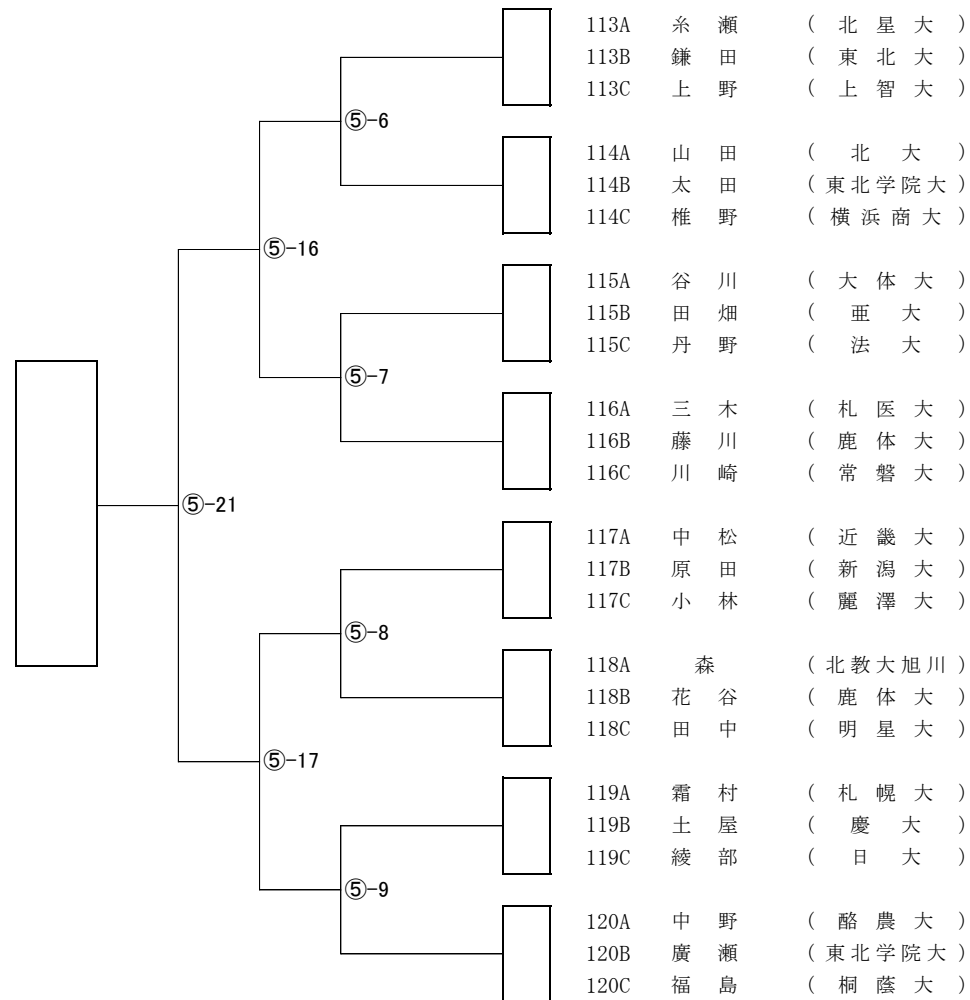 113A 糸瀬 (北星大)
113B 鎌田 (東北大)
113C 上野 (上智大)
⑤-6
114A 山田 (北大)
114B 太田 (東北学院大)
114C 椎野 (横浜商大)
⑤-16
115A 谷川 (大体大)
115B 田畑 (亜大)
115C 丹野 (法大)
⑤-7
116A 三木 (札医大)
116B 藤川 (鹿体大)
116C 川崎 (常磐大)
⑤-21
117A 中松 (近畿大)
117B 原田 (新潟大)
117C 小林 (麗澤大)
⑤-8
118A 森 (北教大旭川)
118B 花谷 (鹿体大)
118C 田中 (明星大)
⑤-17
119A 霜村 (札幌大)
119B 土屋 (慶大)
119C 綾部 (日大)
⑤-9
120A 中野 (酪農大)
120B 廣瀬 (東北学院大)
120C 福島 (桐蔭大)